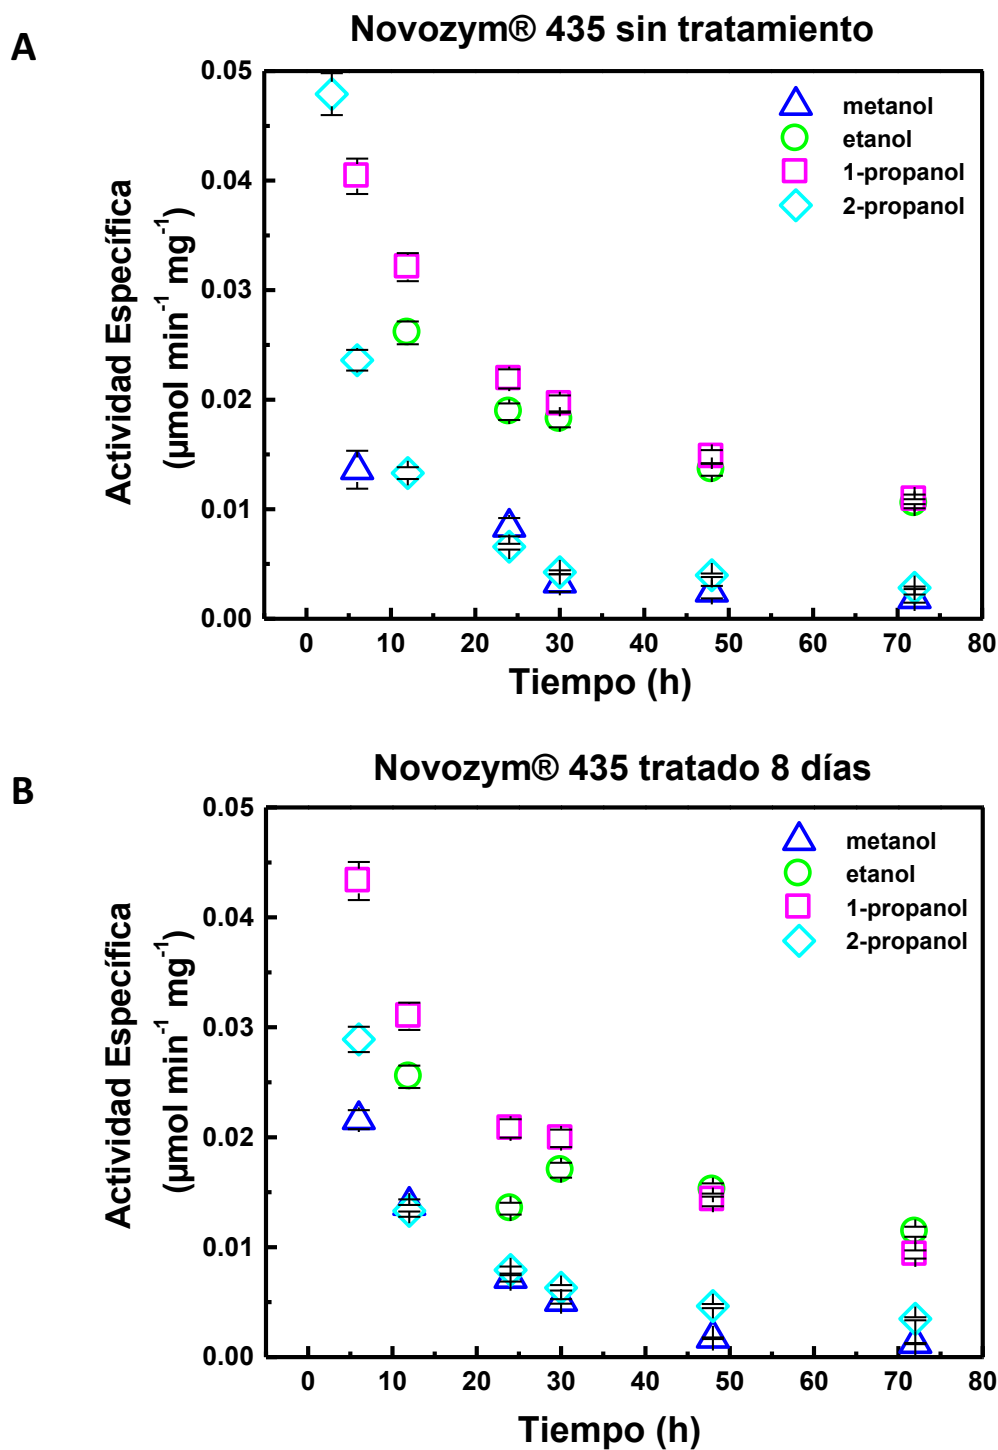 A
Novozym® 435 sin tratamiento
Actividad Específica
(µmol min⁻¹ mg⁻¹)
0.05
0.04
0.03
0.02
0.01
0.00
metanol
etanol
1-propanol
2-propanol
0 10 20 30 40 50 60 70 80
Tiempo (h)
B
Novozym® 435 tratado 8 días
Actividad Específica
(µmol min⁻¹ mg⁻¹)
0.05
0.04
0.03
0.02
0.01
0.00
metanol
etanol
1-propanol
2-propanol
0 10 20 30 40 50 60 70 80
Tiempo (h)